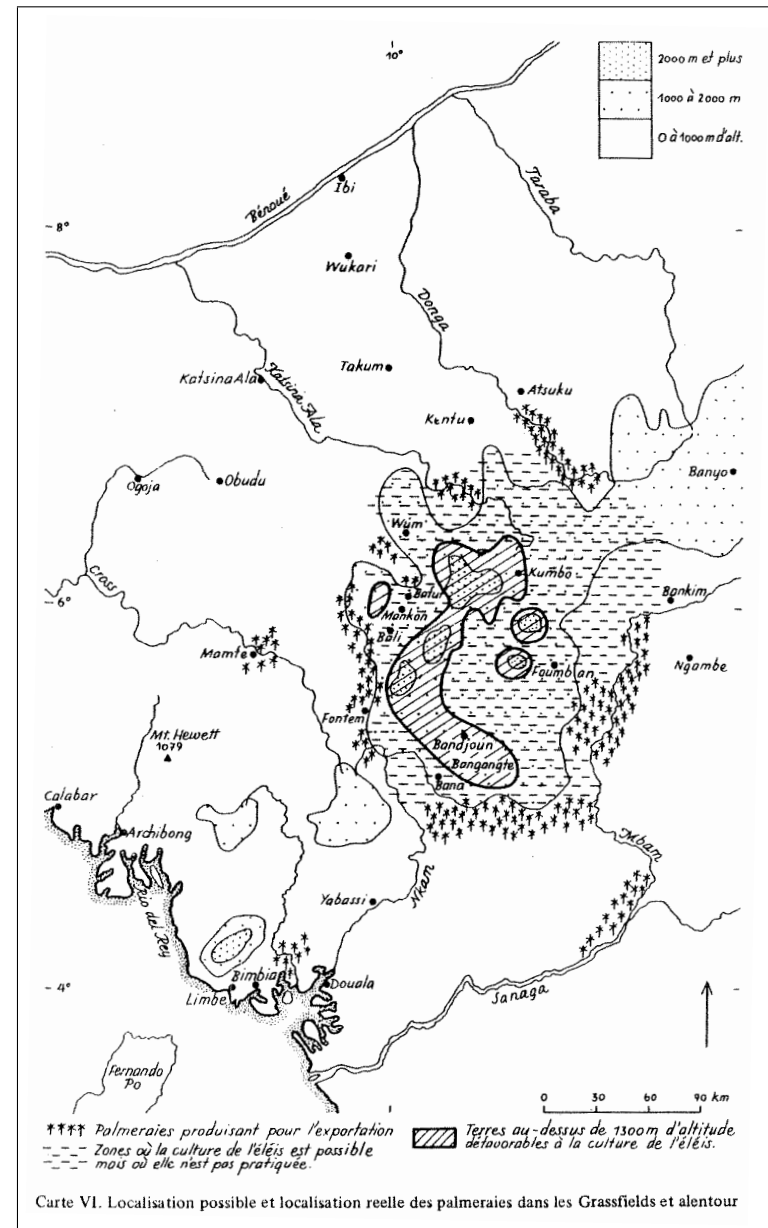 10°
2000 m et plus
1000 à 2000 m
0 à 1000 m d'alt.
Taraba
Ibi
Bénoué
8°
Wukari
Donga
Takum
Katsina Ala
Katsina Ala
Atsuku
Kentu
Banyo
Ogoja
Obudu
Wum
Cross
Kumbo
6°
Bafut
Bankim
Mankon
Bali
Mamfe
Foumban
Ngambe
Fontem
Mt. Hewett
1079
Bandjoun
Bangangte
Bana
Calabar
Archibong
Mbam
Rio del Rey
Nkam
Yabassi
Bimbia
Limbe
Douala
4°
Sanaga
Fernando
Po
0 30 60 90 km
Palmeraies produisant pour l'exportation
Zones où la culture de l'éléis est possible
mais où elle n'est pas pratiquée.
Terres au-dessus de 1300m d'altitude
défavorables à la culture de l'éléis.
Carte VI. Localisation possible et localisation reelle des palmeraies dans les Grassfields et alentour